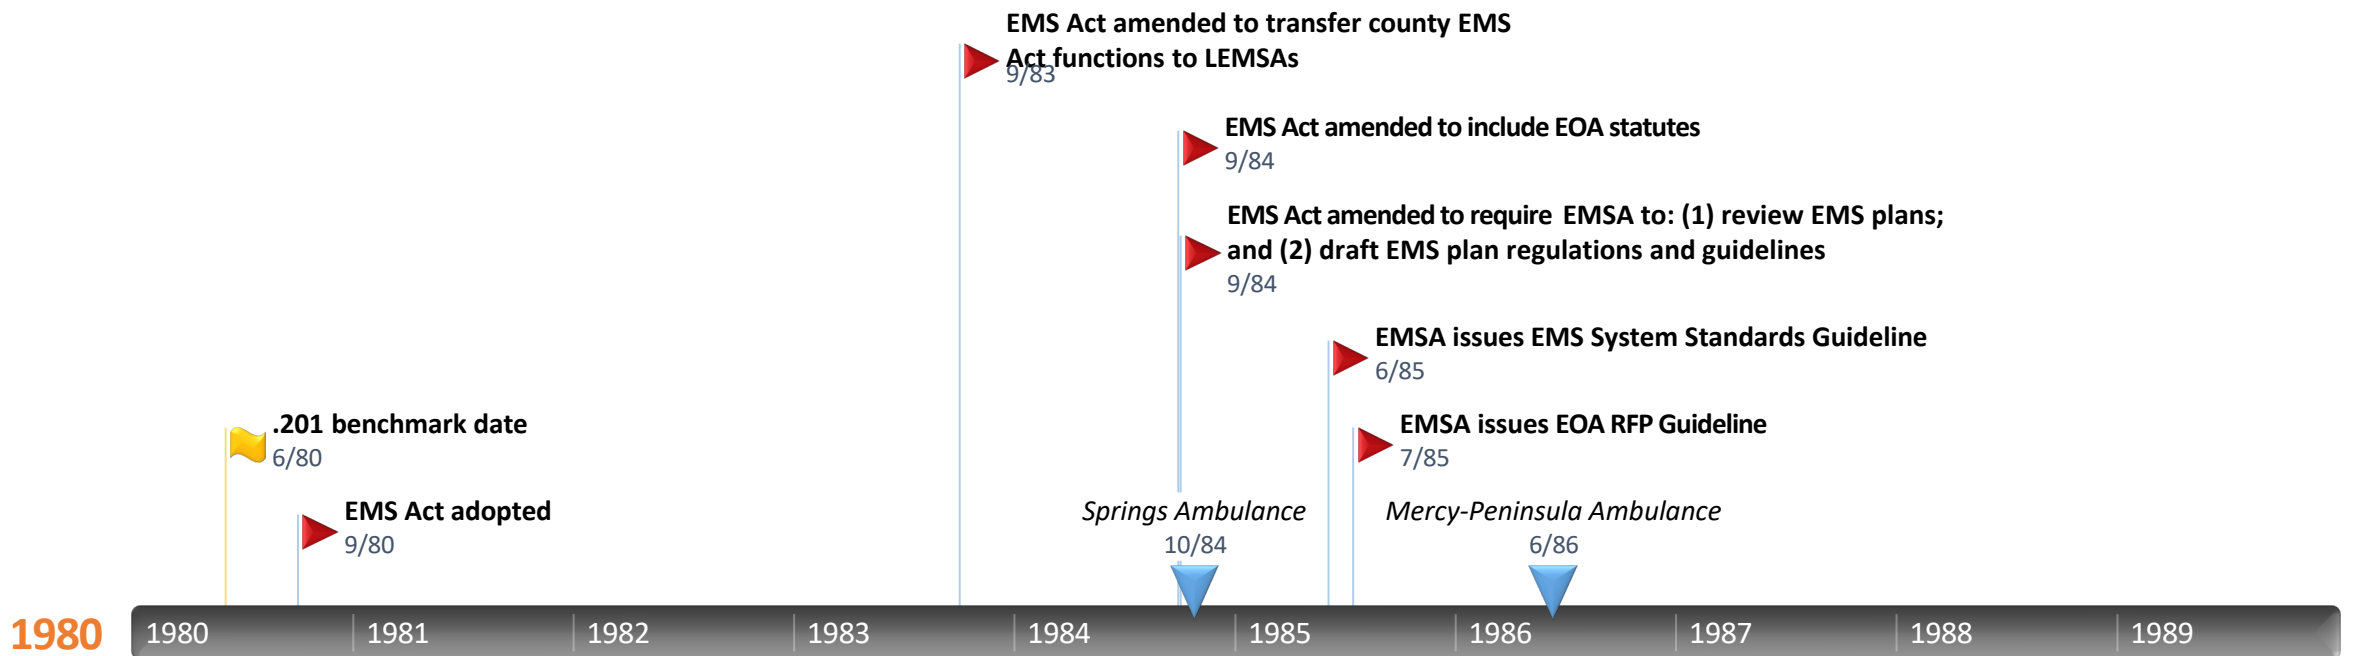 EMS Act amended to transfer county EMS
Act functions to LEMSAs
9/83
EMS Act amended to include EOA statutes
9/84
EMS Act amended to require EMSA to: (1) review EMS plans;
and (2) draft EMS plan regulations and guidelines
9/84
EMSA issues EMS System Standards Guideline
6/85
.201 benchmark date
6/80
EMSA issues EOA RFP Guideline
7/85
EMS Act adopted
9/80
Springs Ambulance
10/84
Mercy-Peninsula Ambulance
6/86
1980
1980 1981 1982 1983 1984 1985 1986 1987 1988 1989